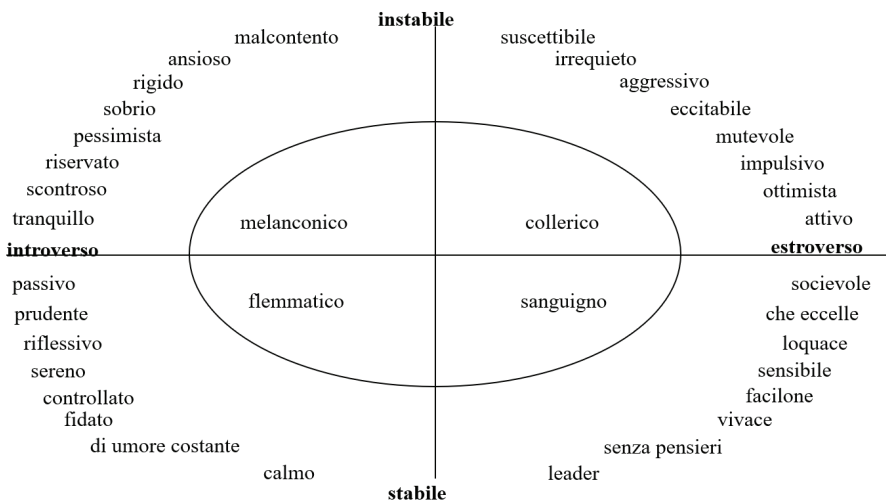 instabile
malcontento
suscettibile
ansioso
irrequieto
rigido
aggressivo
sobrio
eccitabile
pessimista
mutevole
riservato
impulsivo
scontroso
ottimista
tranquillo
melanconico
collerico
attivo
introverso
estroverso
passivo
socievole
flemmatico
sanguigno
prudente
che eccelle
riflessivo
loquace
sereno
sensibile
controllato
facilone
fidato
vivace
di umore costante
senza pensieri
calmo
leader
stabile